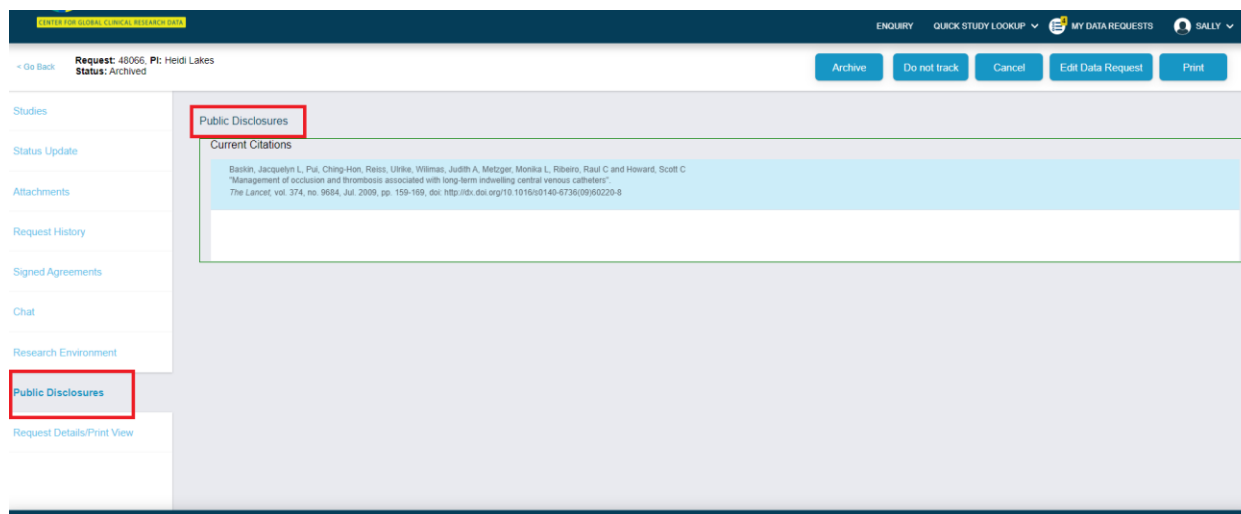 CENTER FOR GLOBAL CLINICAL RESEARCH DATA
ENQUIRY QUICK STUDY LOOKUP MY DATA REQUESTS SALLY
< Go Back
Request: 48066, PI: Heidi Lakes
Status: Archived
Archive Do not track Cancel Edit Data Request Print
Studies
Status Update
Attachments
Request History
Signed Agreements
Chat
Research Environment
Public Disclosures
Request Details/Print View
Public Disclosures
Current Citations
Baskin, Jacquelyn L, Pui, Ching-Hon, Reiss, Ulrike, Wilimas, Judith A, Metzger, Monika L, Ribeiro, Raul C and Howard, Scott C
"Management of occlusion and thrombosis associated with long-term indwelling central venous catheters".
The Lancet, vol. 374, no. 9684, Jul. 2009, pp. 159-169, doi: http://dx.doi.org/10.1016/s0140-6736(09)60220-8